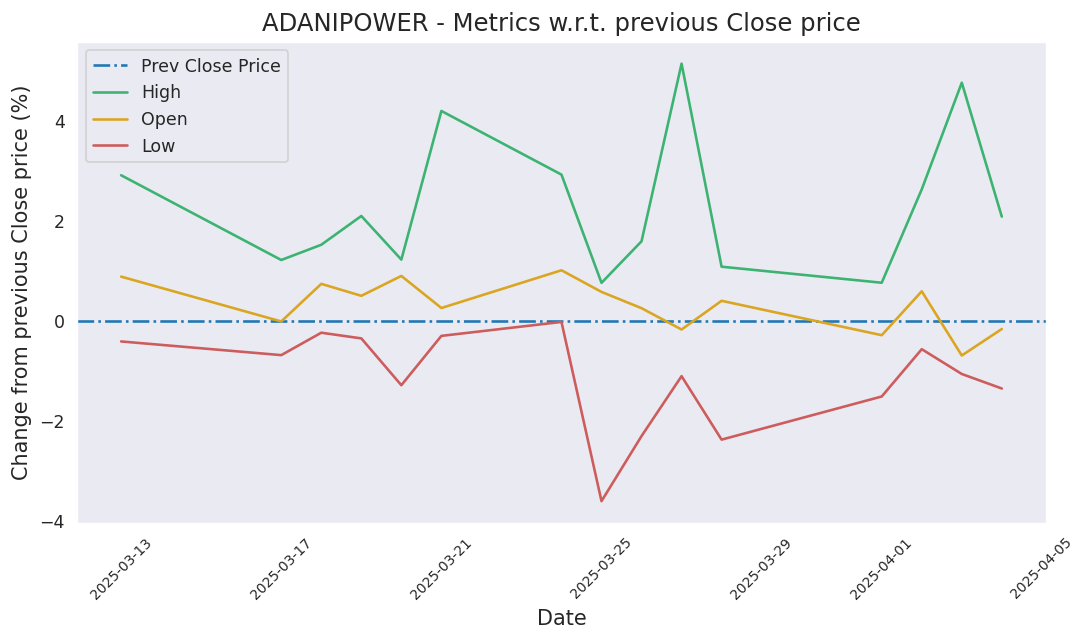 ADANIPOWER - Metrics w.r.t. previous Close price
Prev Close Price
High
Open
Low
Change from previous Close price (%)
4
2
0
−2
−4
2025-03-13
2025-03-17
2025-03-21
2025-03-25
2025-03-29
2025-04-01
2025-04-05
Date